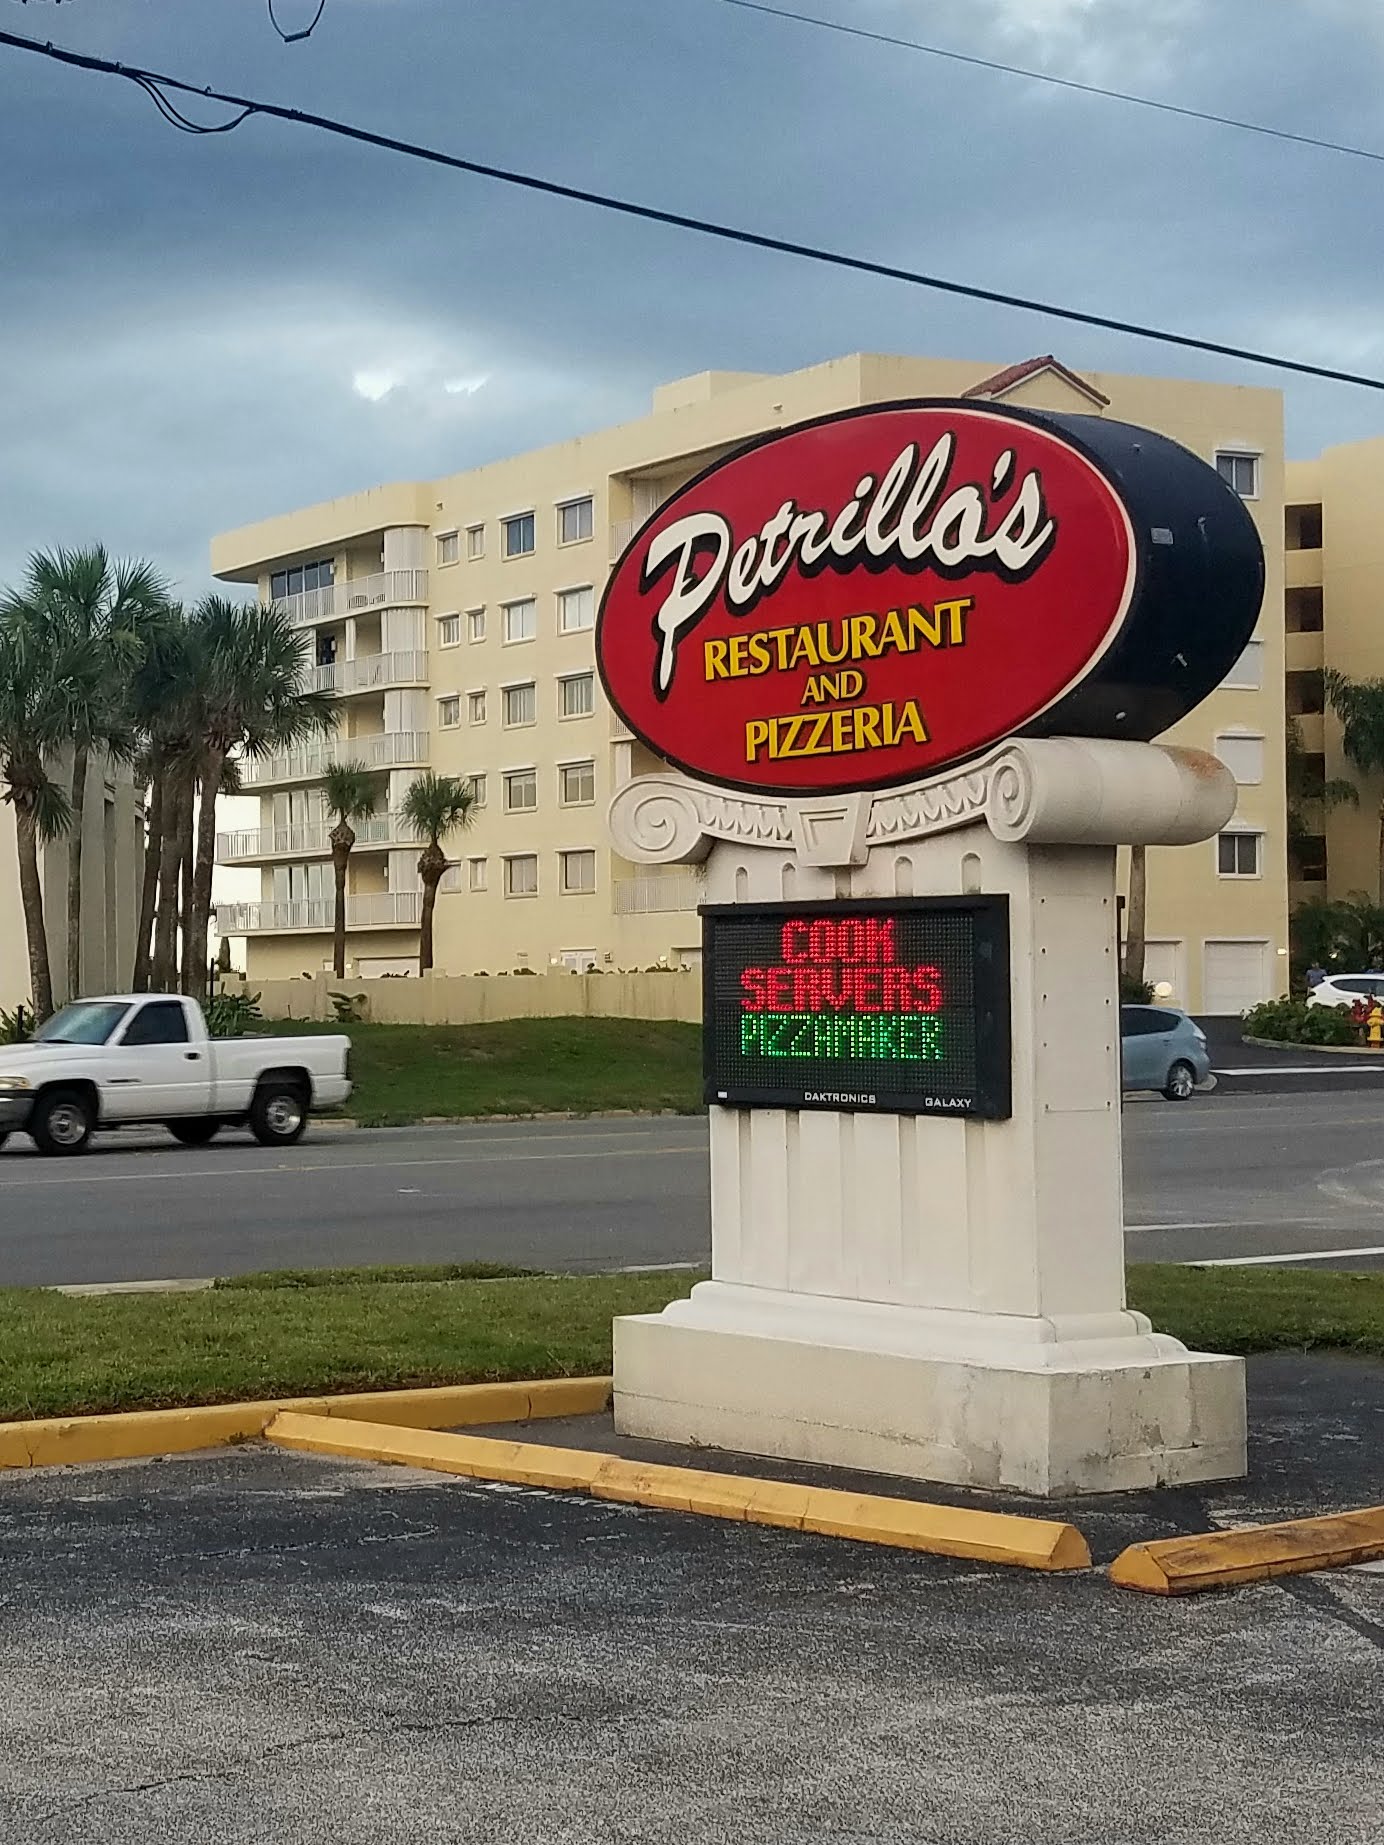 Petrillo's
RESTAURANT
AND
PIZZERIA
COOK
SERVERS
PIZZAMAKER
DAKTRONICS GALAXY